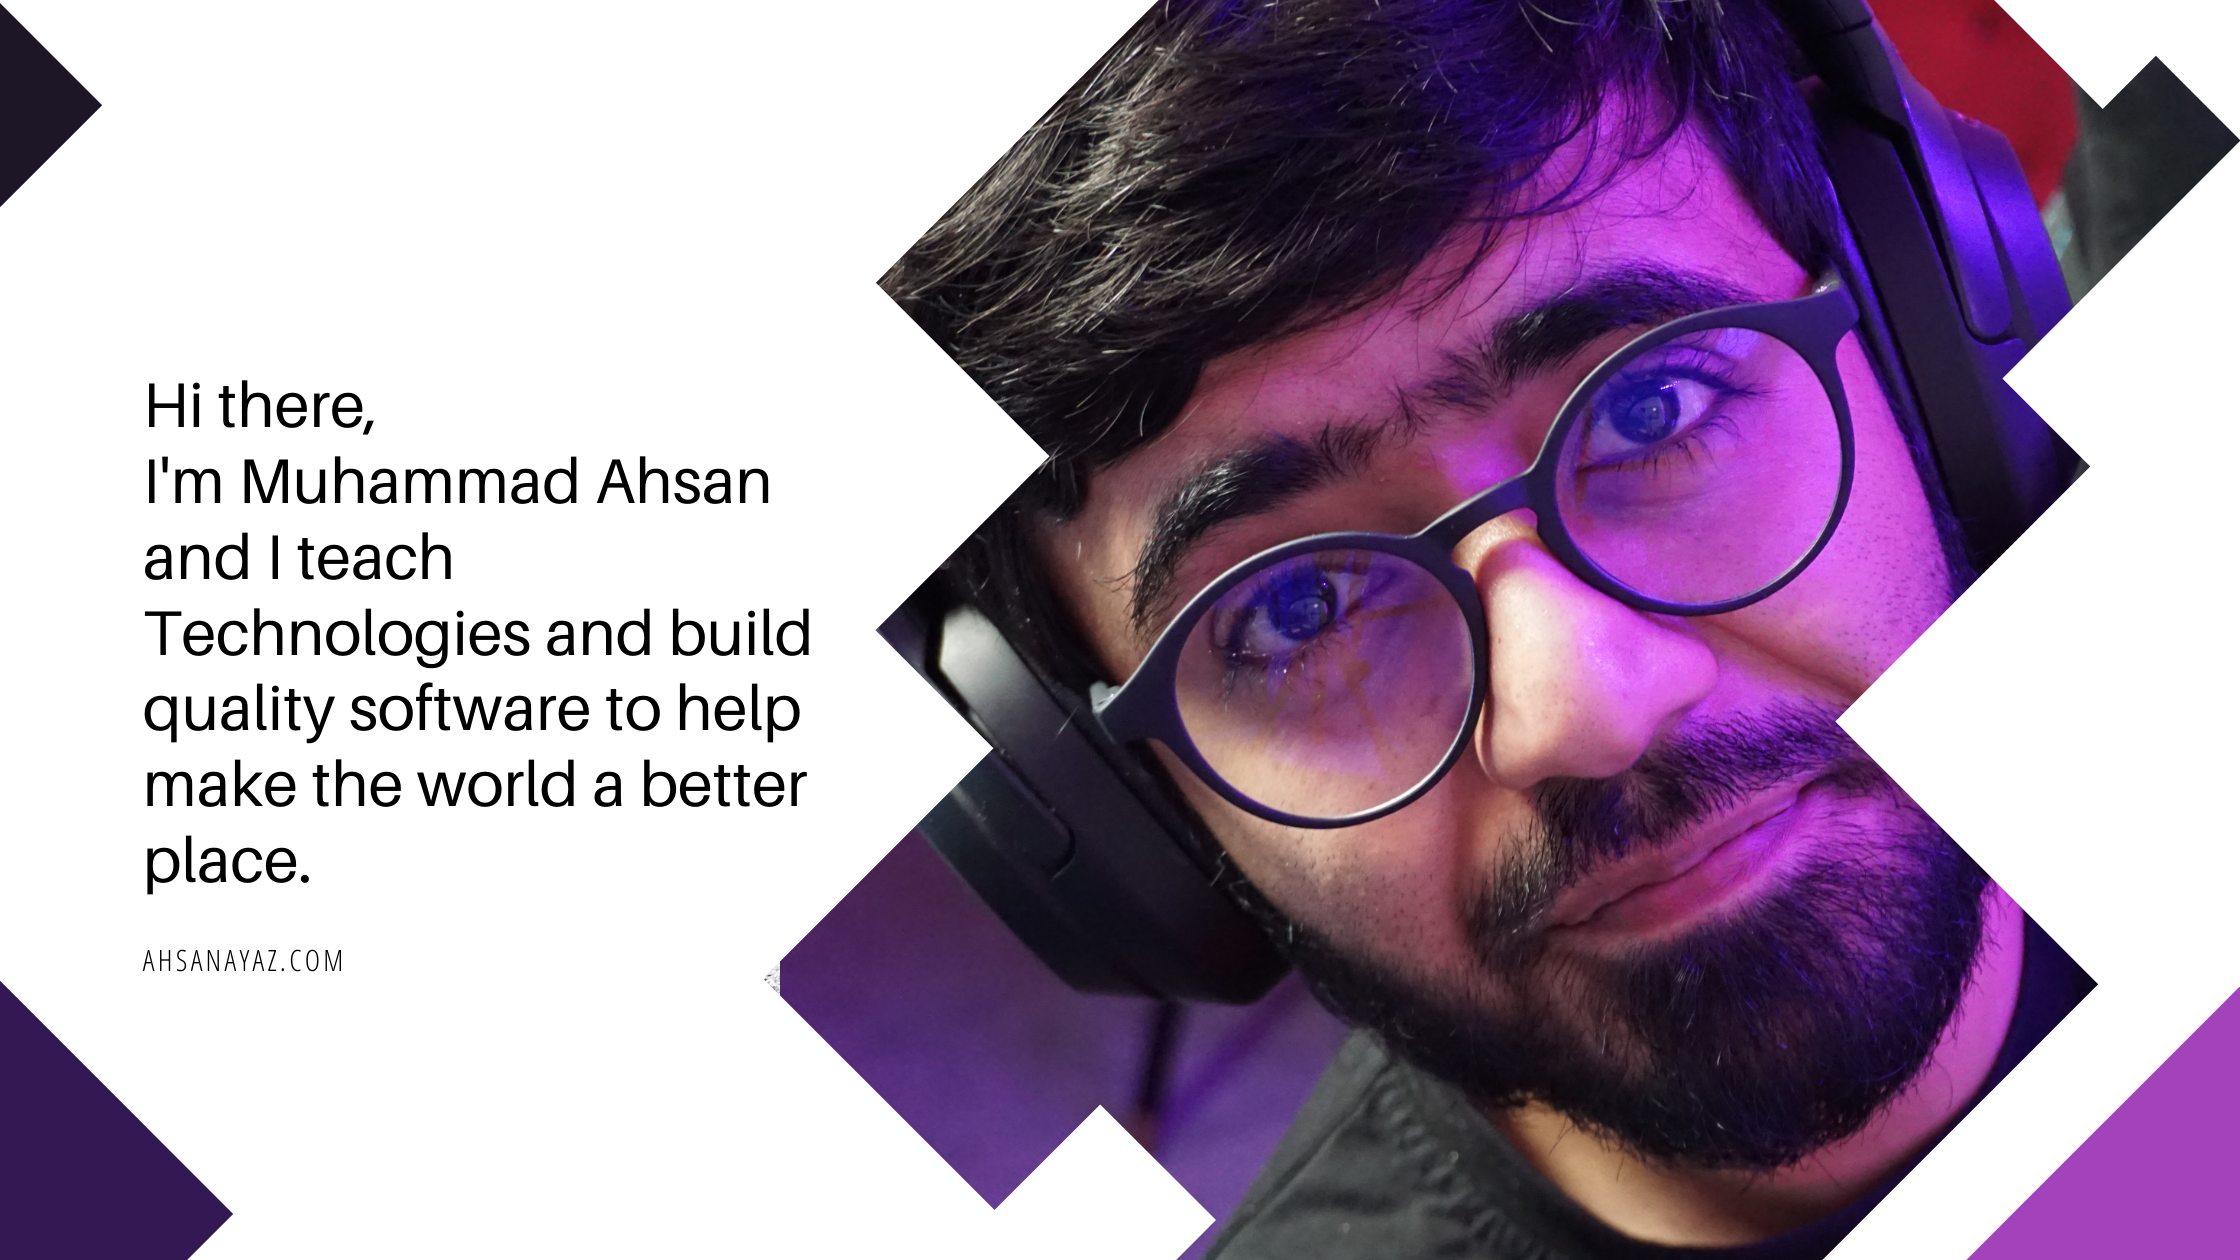 Hi there,
I'm Muhammad Ahsan
and I teach
Technologies and build
quality software to help
make the world a better
place.
AHSANAYAZ.COM